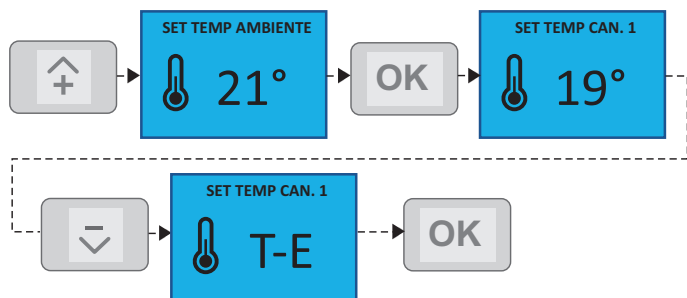 +
SET TEMP AMBIENTE
21°
OK
SET TEMP CAN. 1
19°
-
SET TEMP CAN. 1
T-E
OK